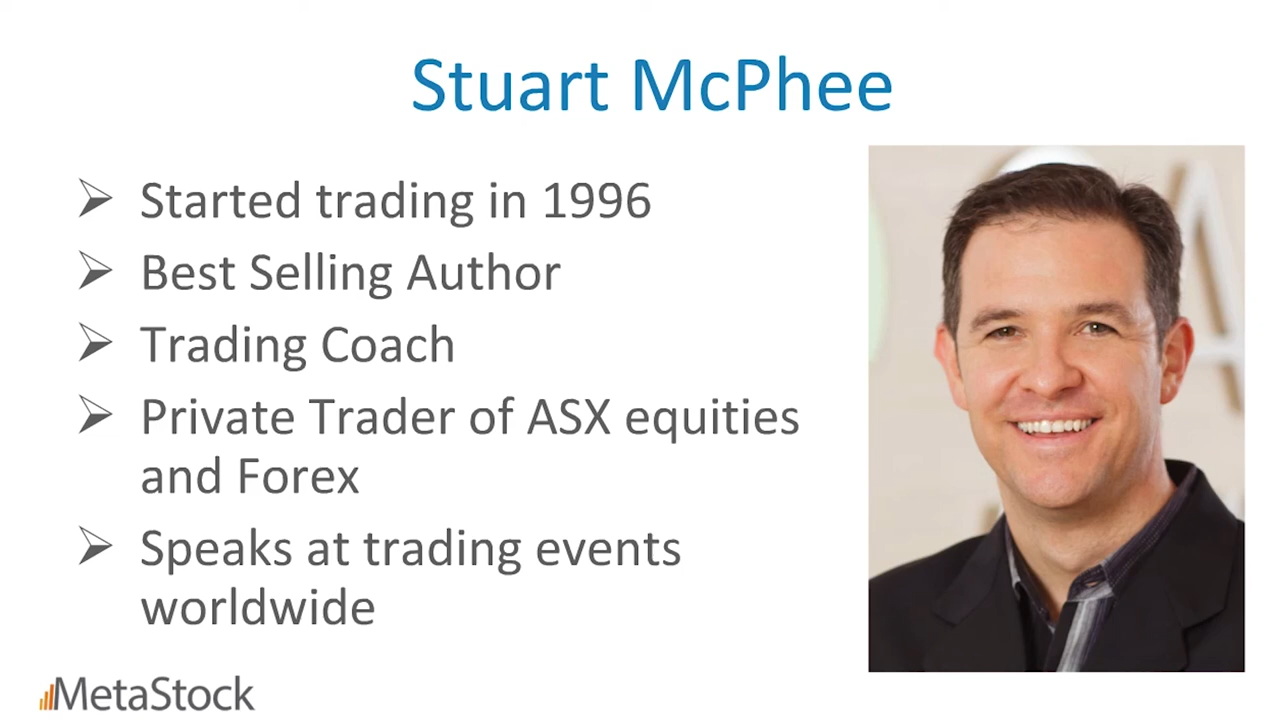 Stuart McPhee
Started trading in 1996
Best Selling Author
Trading Coach
Private Trader of ASX equities
and Forex
Speaks at trading events
worldwide
MetaStock